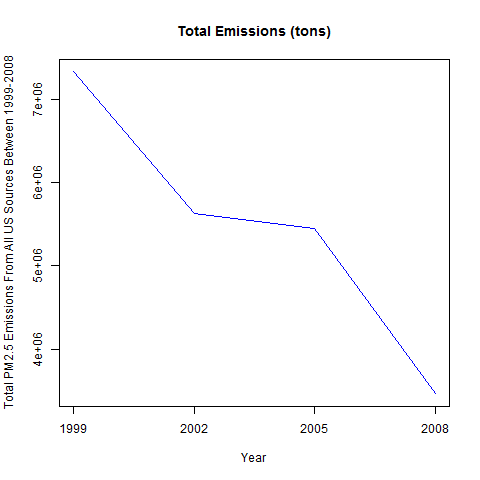 Total Emissions (tons)
Total PM2.5 Emissions From All US Sources Between 1999-2008
7e+06
6e+06
5e+06
4e+06
1999 2002 2005 2008
Year